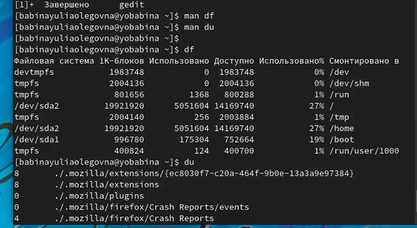 [1]+  Завершено      gedit
[babinayuliaolegovna@yobabina ~]$ man df
[babinayuliaolegovna@yobabina ~]$ man du
[babinayuliaolegovna@yobabina ~]$
[babinayuliaolegovna@yobabina ~]$ df
Файловая система 1K-блоков Использовано Доступно Использовано% Смонтировано в
devtmpfs 1983748 0 1983748 0% /dev
tmpfs 2004136 0 2004136 0% /dev/shm
tmpfs 801656 1368 800288 1% /run
/dev/sda2 19921920 5051604 14169740 27% /
tmpfs 2004140 256 2003884 1% /tmp
/dev/sda2 19921920 5051604 14169740 27% /home
/dev/sda1 996780 175304 752664 19% /boot
tmpfs 400824 124 400700 1% /run/user/1000
[babinayuliaolegovna@yobabina ~]$ du
8 ./.mozilla/extensions/{ec8030f7-c20a-464f-9b0e-13a3a9e97384}
8 ./.mozilla/extensions
0 ./.mozilla/plugins
0 ./.mozilla/firefox/Crash Reports/events
4 ./.mozilla/firefox/Crash Reports